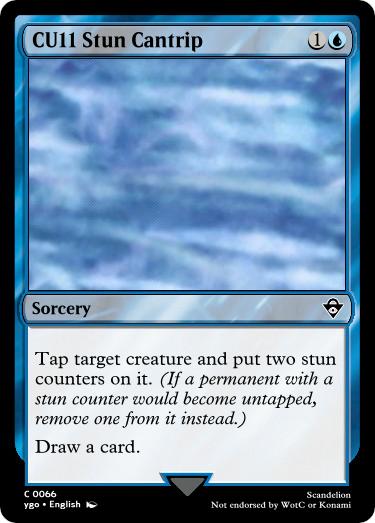 CU11 Stun Cantrip 1
Sorcery
Tap target creature and put two stun
counters on it. (If a permanent with a
stun counter would become untapped,
remove one from it instead.)
Draw a card.
C 0066
ygo • English
Scandelion
Not endorsed by WotC or Konami